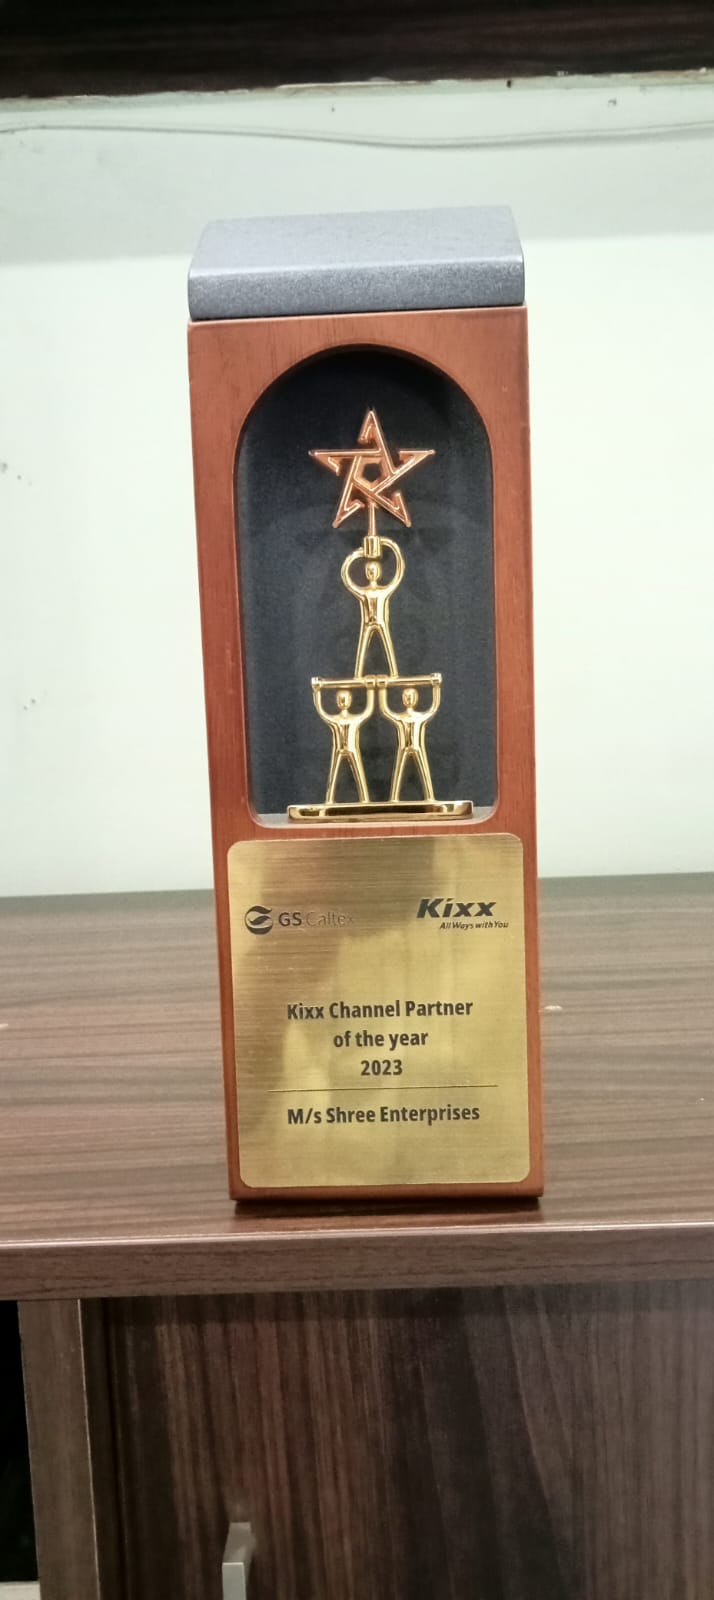 GS Caltex
Kixx
All Ways with You
Kixx Channel Partner
of the year
2023
M/s Shree Enterprises